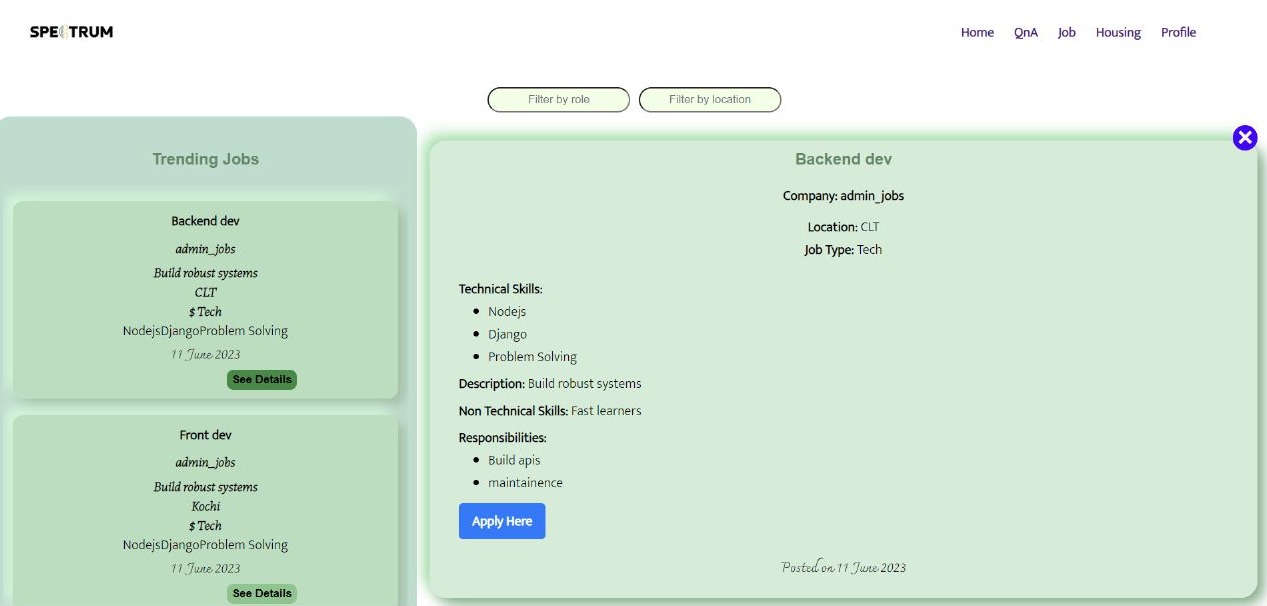 SPECTRUM
Home QnA Job Housing Profile
Filter by role Filter by location
Trending Jobs
Backend dev
admin_jobs
Build robust systems
CLT
$ Tech
NodejsDjangoProblem Solving
11 June 2023
See Details
Front dev
admin_jobs
Build robust systems
Kochi
$ Tech
NodejsDjangoProblem Solving
11 June 2023
See Details
Backend dev
Company: admin_jobs
Location: CLT
Job Type: Tech
Technical Skills:
Nodejs
Django
Problem Solving
Description: Build robust systems
Non Technical Skills: Fast learners
Responsibilities:
Build apis
maintainence
Apply Here
Posted on 11 June 2023